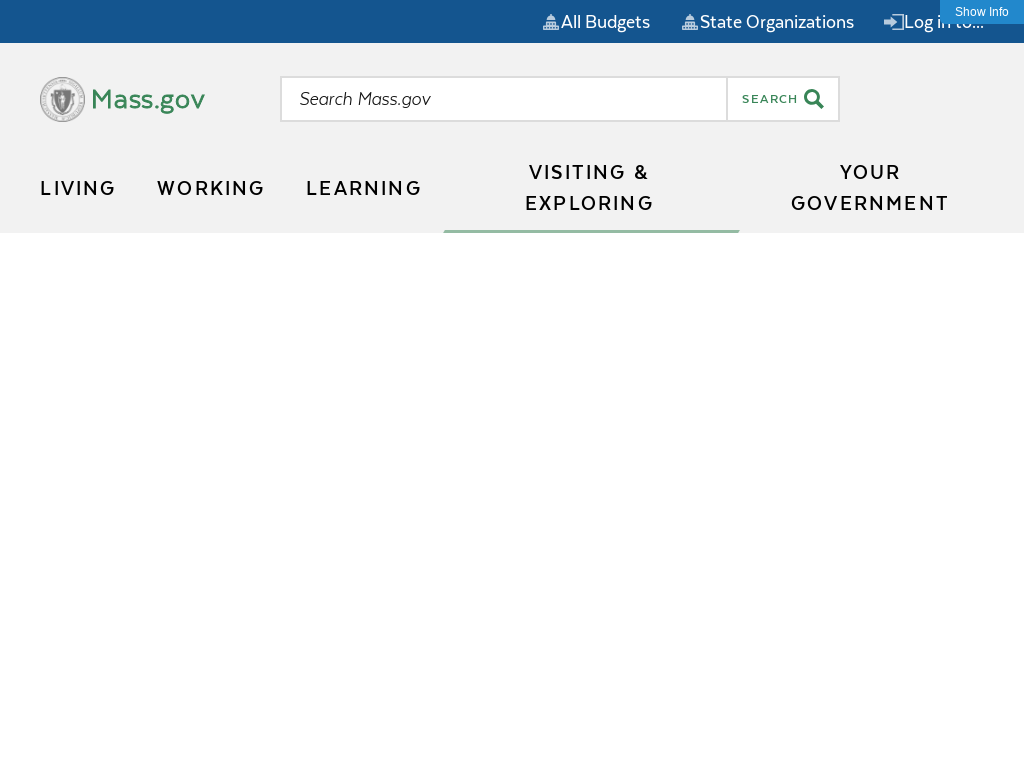 All Budgets
State Organizations
Log in to...
Show Info
Mass.gov
Search Mass.gov
SEARCH
LIVING
WORKING
LEARNING
VISITING &
EXPLORING
YOUR
GOVERNMENT